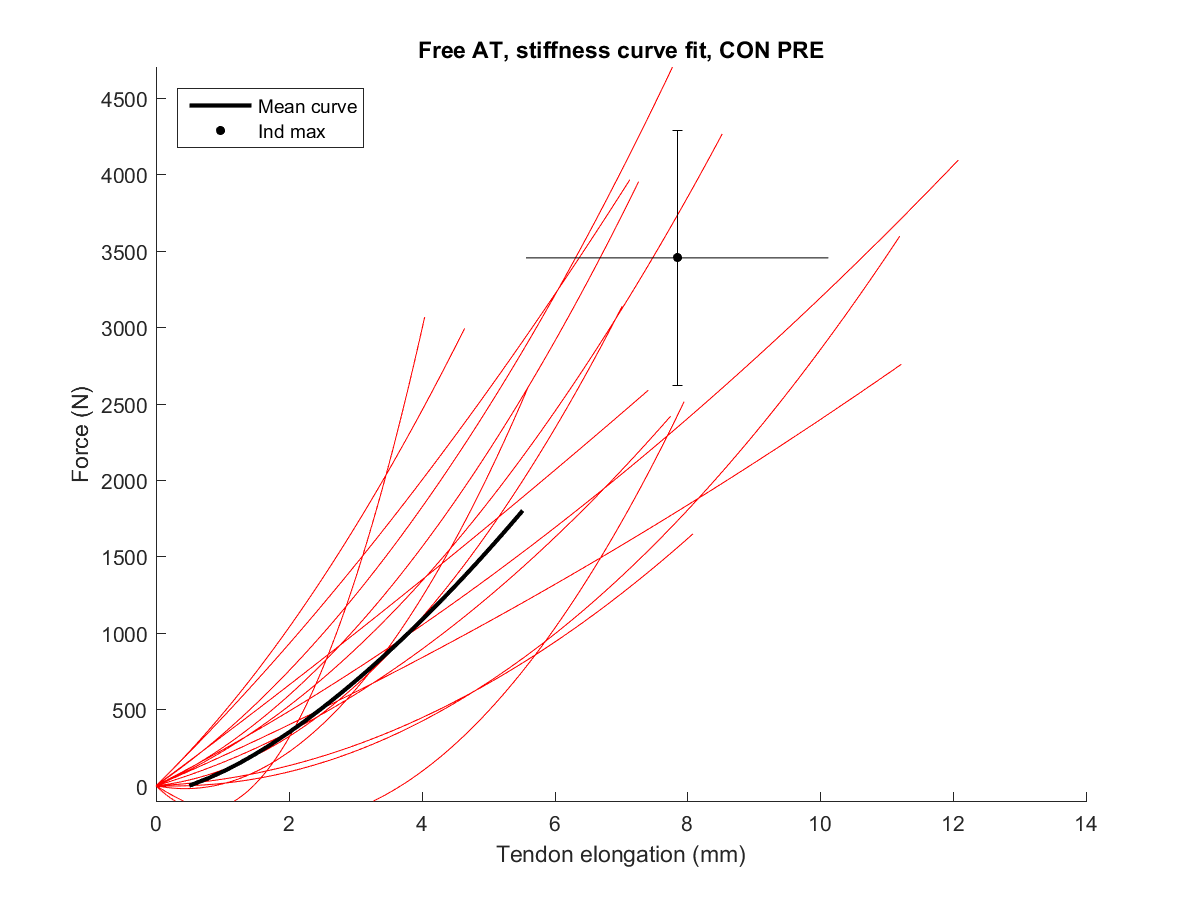 Free AT, stiffness curve fit, CON PRE
Mean curve
Ind max
Force (N)
4500
4000
3500
3000
2500
2000
1500
1000
500
0
0 2 4 6 8 10 12 14
Tendon elongation (mm)